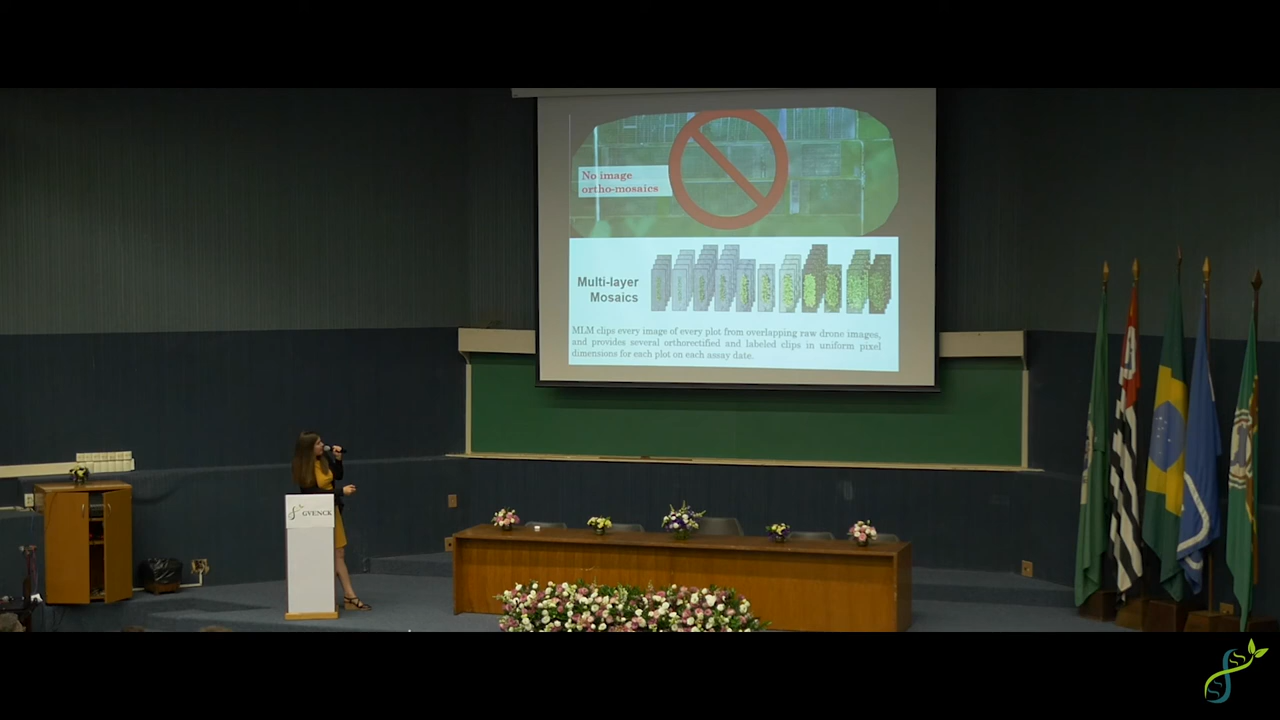 No image
ortho-mosaics
Multi-layer
Mosaics
MLM clips every image of every plot from overlapping raw drone images,
and provides several orthorectified and labeled clips in uniform pixel
dimensions for each plot on each assay date.
GVENCK